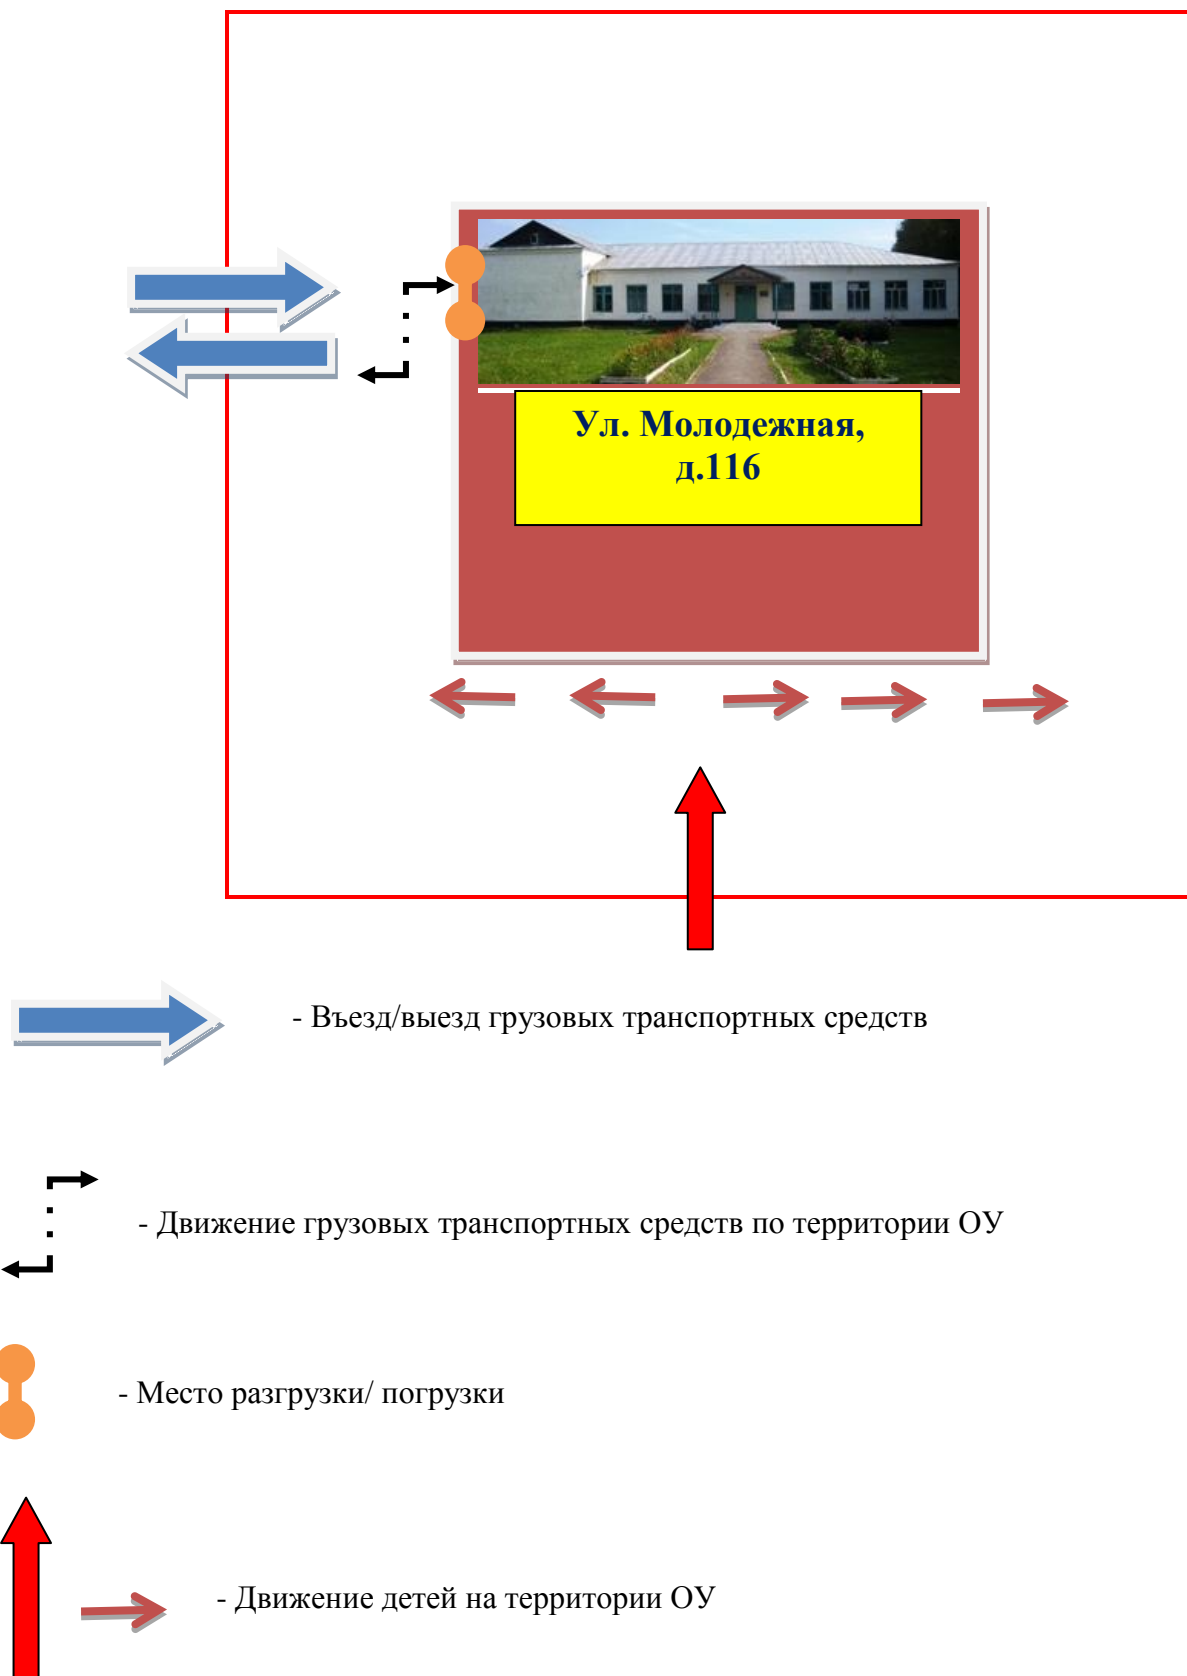 Ул. Молодежная,
д.116
- Въезд/выезд грузовых транспортных средств
- Движение грузовых транспортных средств по территории ОУ
- Место разгрузки/ погрузки
- Движение детей на территории ОУ